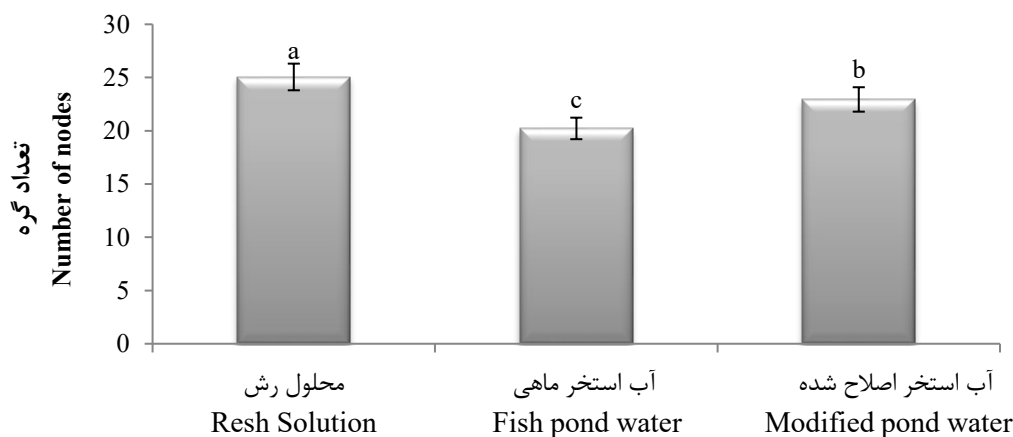 تعداد گره
Number of nodes
30
25
20
15
10
5
0
a
c
b
محلول رش
Resh Solution
آب استخر ماهی
Fish pond water
آب استخر اصلاح شده
Modified pond water